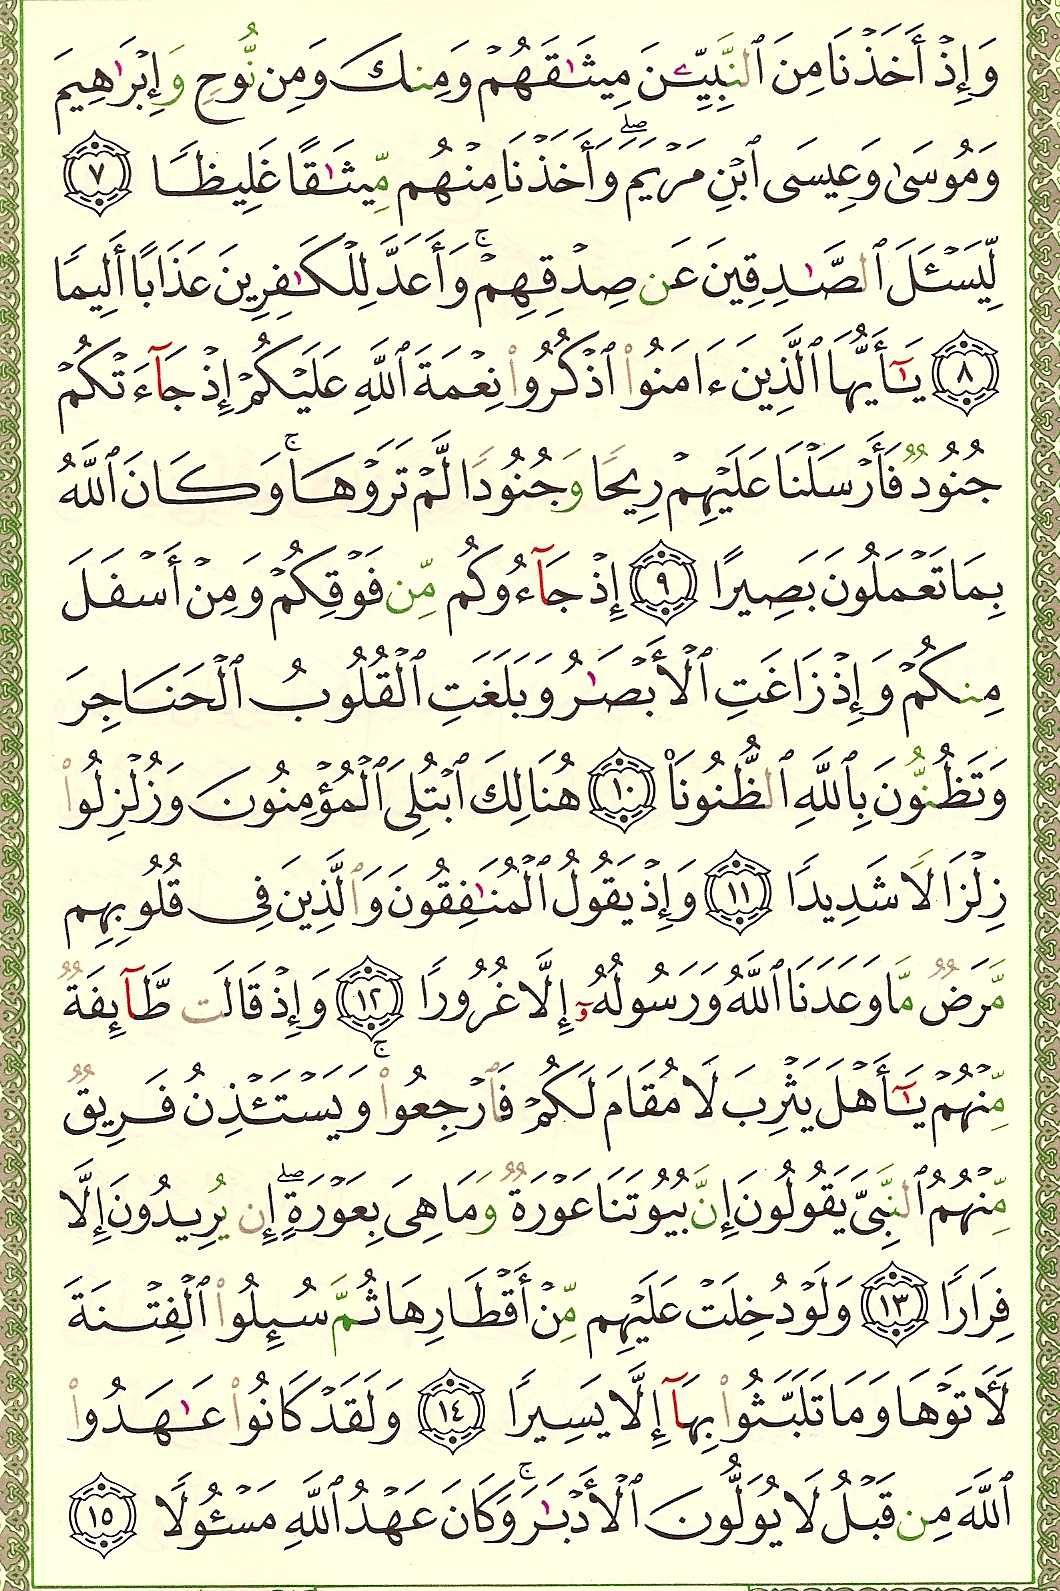 وَإِذْ أَخَذْنَا مِنَ ٱلنَّبِيِّـۧنَ مِيثَـٰقَهُمْ وَمِنكَ وَمِن نُّوحٍ وَإِبْرَٰهِيمَ
وَمُوسَىٰ وَعِيسَى ٱبْنِ مَرْيَمَ ۖ وَأَخَذْنَا مِنْهُم مِّيثَـٰقًا غَلِيظًا ٧
لِّيَسْـَٔلَ ٱلصَّـٰدِقِينَ عَن صِدْقِهِمْ ۚ وَأَعَدَّ لِلْكَـٰفِرِينَ عَذَابًا أَلِيمًا
٨ يَـٰٓأَيُّهَا ٱلَّذِينَ ءَامَنُوا۟ ٱذْكُرُوا۟ نِعْمَةَ ٱللَّهِ عَلَيْكُمْ إِذْ جَآءَتْكُمْ
جُنُودٌ فَأَرْسَلْنَا عَلَيْهِمْ رِيحًا وَجُنُودًا لَّمْ تَرَوْهَا ۚ وَكَانَ ٱللَّهُ
بِمَا تَعْمَلُونَ بَصِيرًا ٩ إِذْ جَآءُوكُم مِّن فَوْقِكُمْ وَمِنْ أَسْفَلَ
مِنكُمْ وَإِذْ زَاغَتِ ٱلْأَبْصَـٰرُ وَبَلَغَتِ ٱلْقُلُوبُ ٱلْحَنَاجِرَ
وَتَظُنُّونَ بِٱللَّهِ ٱلظُّنُونَا۠ ١٠ هُنَالِكَ ٱبْتُلِىَ ٱلْمُؤْمِنُونَ وَزُلْزِلُوا۟
زِلْزَالًا شَدِيدًا ١١ وَإِذْ يَقُولُ ٱلْمُنَـٰفِقُونَ وَٱلَّذِينَ فِى قُلُوبِهِم
مَّرَضٌ مَّا وَعَدَنَا ٱللَّهُ وَرَسُولُهُۥٓ إِلَّا غُرُورًا ١٢ وَإِذْ قَالَت طَّآئِفَةٌ
مِّنْهُمْ يَـٰٓأَهْلَ يَثْرِبَ لَا مُقَامَ لَكُمْ فَٱرْجِعُوا۟ ۚ وَيَسْتَـْٔذِنُ فَرِيقٌ
مِّنْهُمُ ٱلنَّبِىَّ يَقُولُونَ إِنَّ بُيُوتَنَا عَوْرَةٌ وَمَا هِىَ بِعَوْرَةٍ ۖ إِن يُرِيدُونَ إِلَّا
فِرَارًا ١٣ وَلَوْ دُخِلَتْ عَلَيْهِم مِّنْ أَقْطَارِهَا ثُمَّ سُئِلُوا۟ ٱلْفِتْنَةَ
لَـَٔاتَوْهَا وَمَا تَلَبَّثُوا۟ بِهَآ إِلَّا يَسِيرًا ١٤ وَلَقَدْ كَانُوا۟ عَـٰهَدُوا۟
ٱللَّهَ مِن قَبْلُ لَا يُوَلُّونَ ٱلْأَدْبَـٰرَ ۚ وَكَانَ عَهْدُ ٱللَّهِ مَسْـُٔولًا ١٥